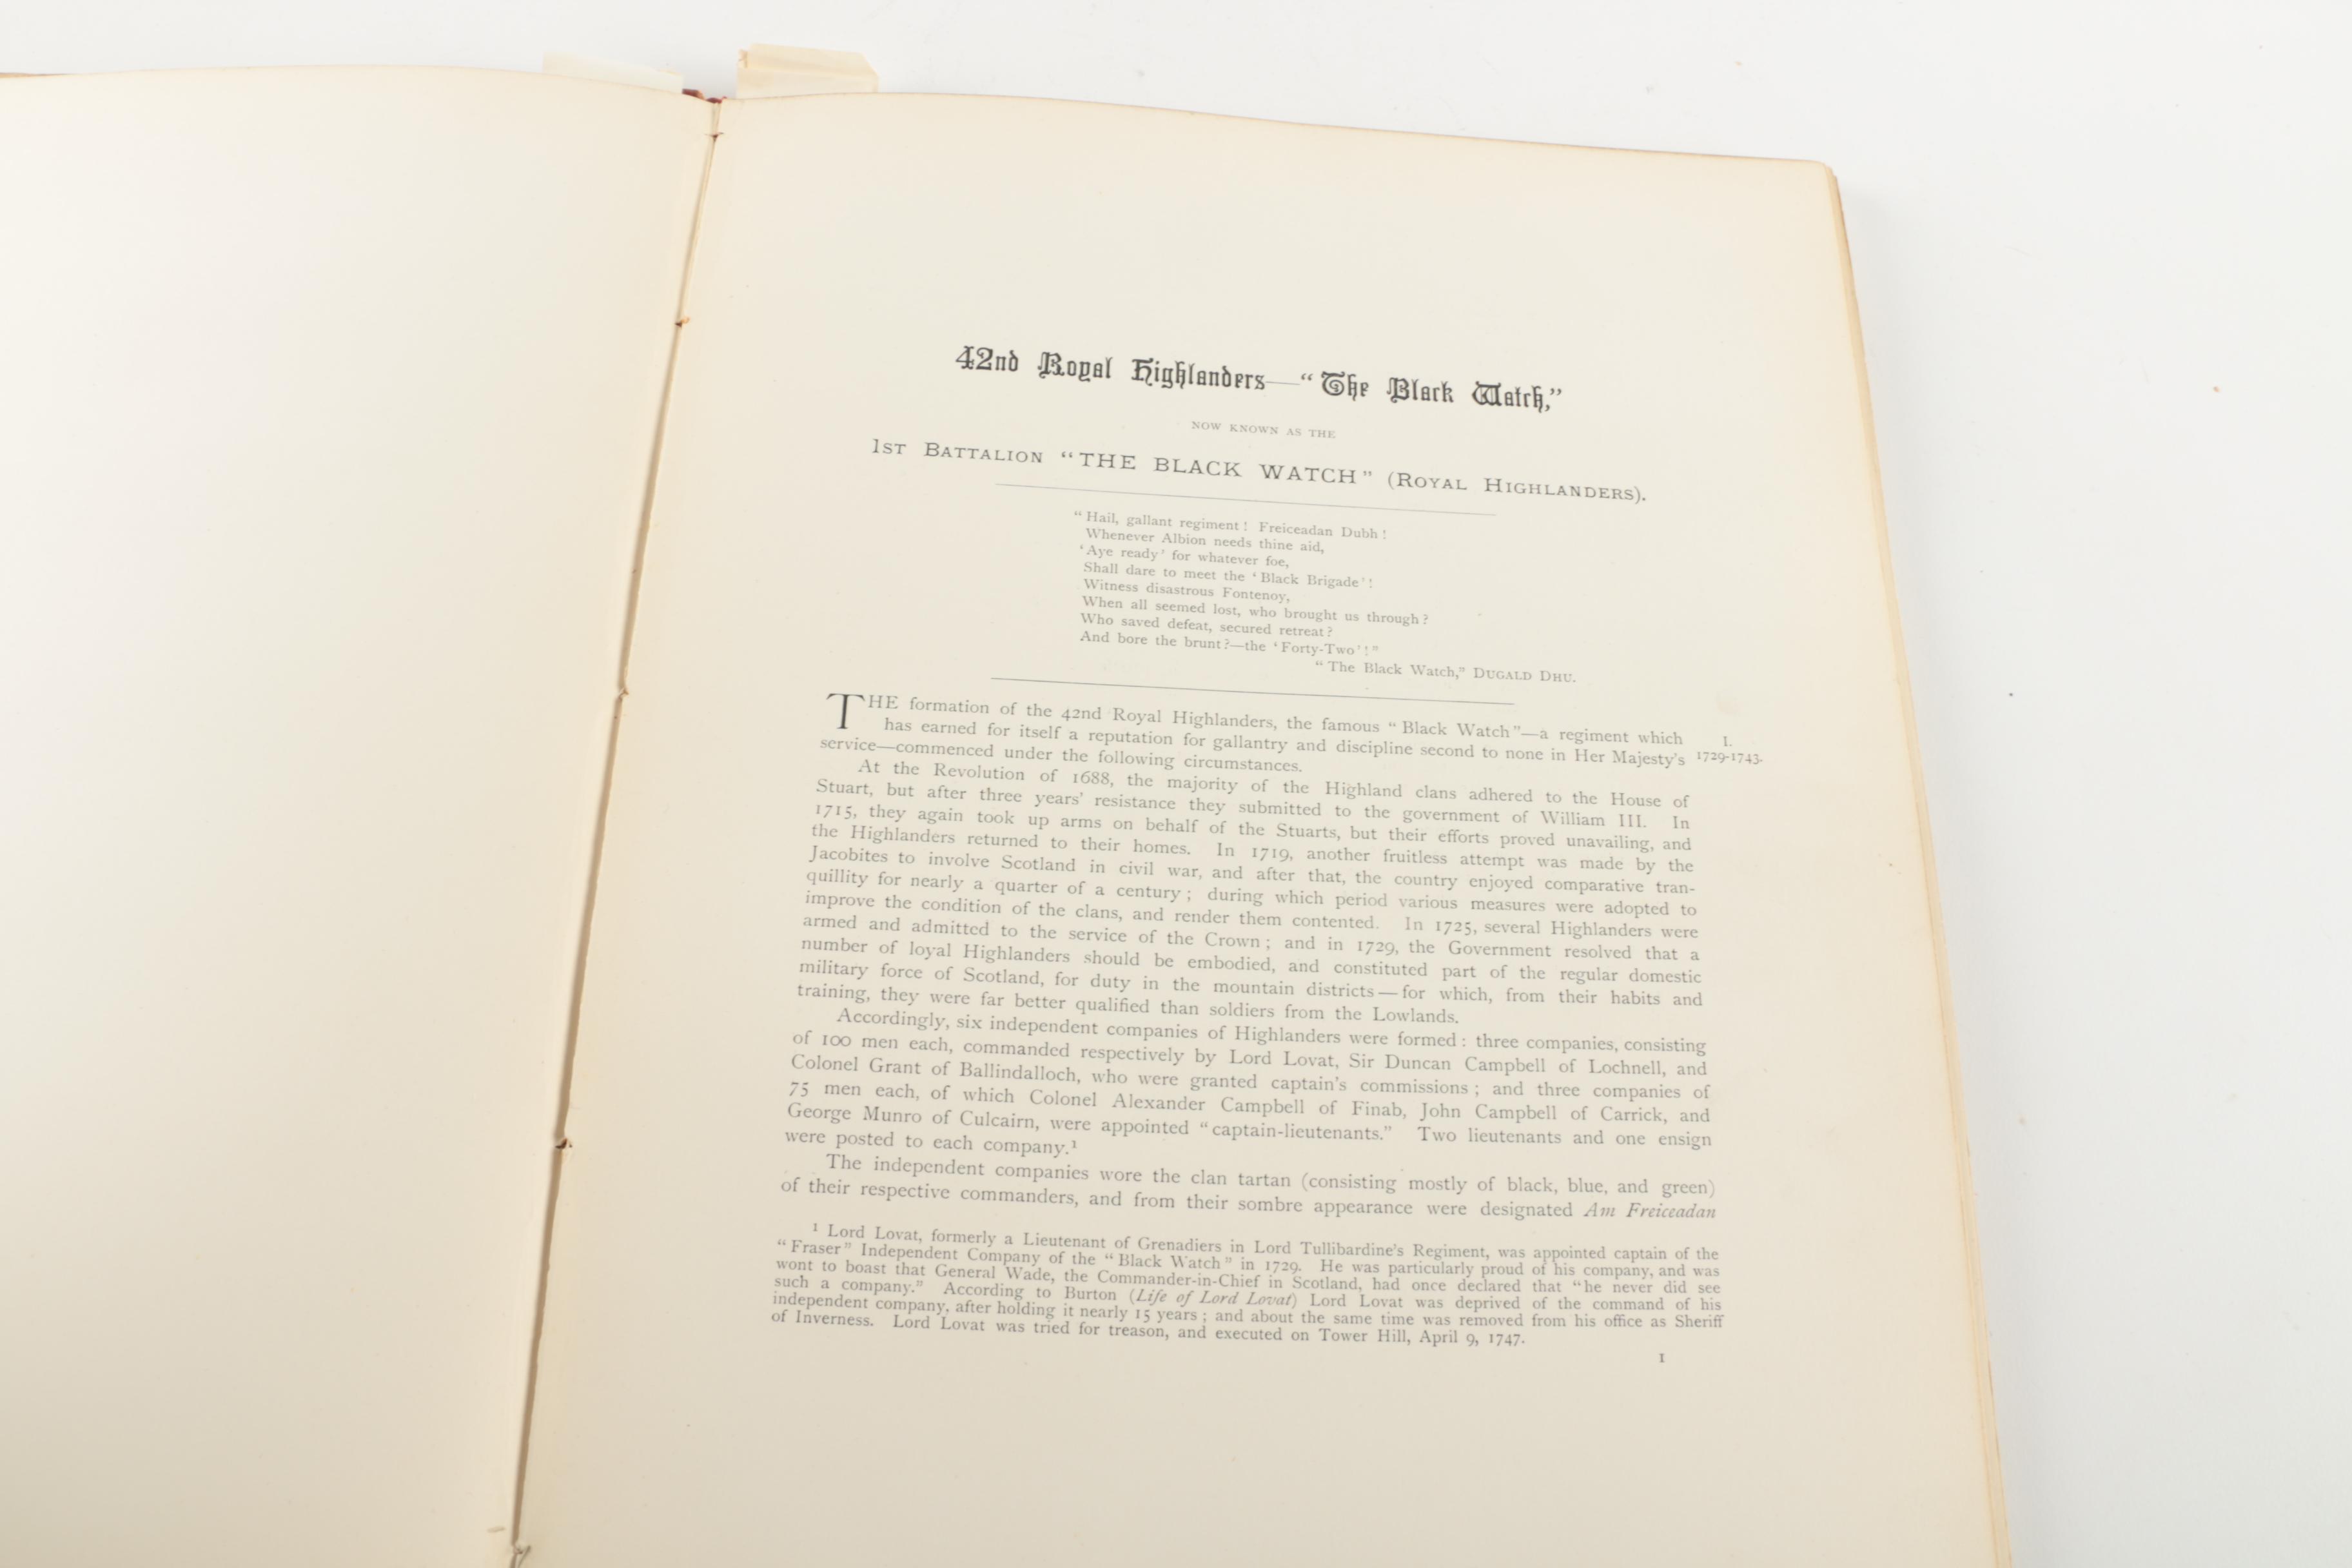 42nd Royal Highlanders—"The Black Watch,"
NOW KNOWN AS THE
1ST BATTALION "THE BLACK WATCH" (ROYAL HIGHLANDERS).
"Hail, gallant regiment! Freiceadan Dubh!
Whenever Albion needs thine aid,
'Aye ready' for whatever foe,
Shall dare to meet the 'Black Brigade'!
Witness disastrous Fontenoy,
When all seemed lost, who brought us through?
Who saved defeat, secured retreat?
And bore the brunt?—the 'Forty-Two'!"
"The Black Watch," DUGALD DHU.
THE formation of the 42nd Royal Highlanders, the famous "Black Watch"—a regiment which
has earned for itself a reputation for gallantry and discipline second to none in Her Majesty's
service—commenced under the following circumstances.
I.
1729-1743.
At the Revolution of 1688, the majority of the Highland clans adhered to the House of
Stuart, but after three years' resistance they submitted to the government of William III. In
1715, they again took up arms on behalf of the Stuarts, but their efforts proved unavailing, and
the Highlanders returned to their homes. In 1719, another fruitless attempt was made by the
Jacobites to involve Scotland in civil war, and after that, the country enjoyed comparative tran-
quillity for nearly a quarter of a century; during which period various measures were adopted to
improve the condition of the clans, and render them contented. In 1725, several Highlanders were
armed and admitted to the service of the Crown; and in 1729, the Government resolved that a
number of loyal Highlanders should be embodied, and constituted part of the regular domestic
military force of Scotland, for duty in the mountain districts—for which, from their habits and
training, they were far better qualified than soldiers from the Lowlands.
Accordingly, six independent companies of Highlanders were formed: three companies, consisting
of 100 men each, commanded respectively by Lord Lovat, Sir Duncan Campbell of Lochnell, and
Colonel Grant of Ballindalloch, who were granted captain's commissions; and three companies of
75 men each, of which Colonel Alexander Campbell of Finab, John Campbell of Carrick, and
George Munro of Culcairn, were appointed "captain-lieutenants." Two lieutenants and one ensign
were posted to each company.¹
The independent companies wore the clan tartan (consisting mostly of black, blue, and green)
of their respective commanders, and from their sombre appearance were designated Am Freiceadan
¹ Lord Lovat, formerly a Lieutenant of Grenadiers in Lord Tullibardine's Regiment, was appointed captain of the
"Fraser" Independent Company of the "Black Watch" in 1729. He was particularly proud of his company, and was
wont to boast that General Wade, the Commander-in-Chief in Scotland, had once declared that "he never did see
such a company." According to Burton (Life of Lord Lovat) Lord Lovat was deprived of the command of his
independent company, after holding it nearly 15 years; and about the same time was removed from his office as Sheriff
of Inverness. Lord Lovat was tried for treason, and executed on Tower Hill, April 9, 1747.
1